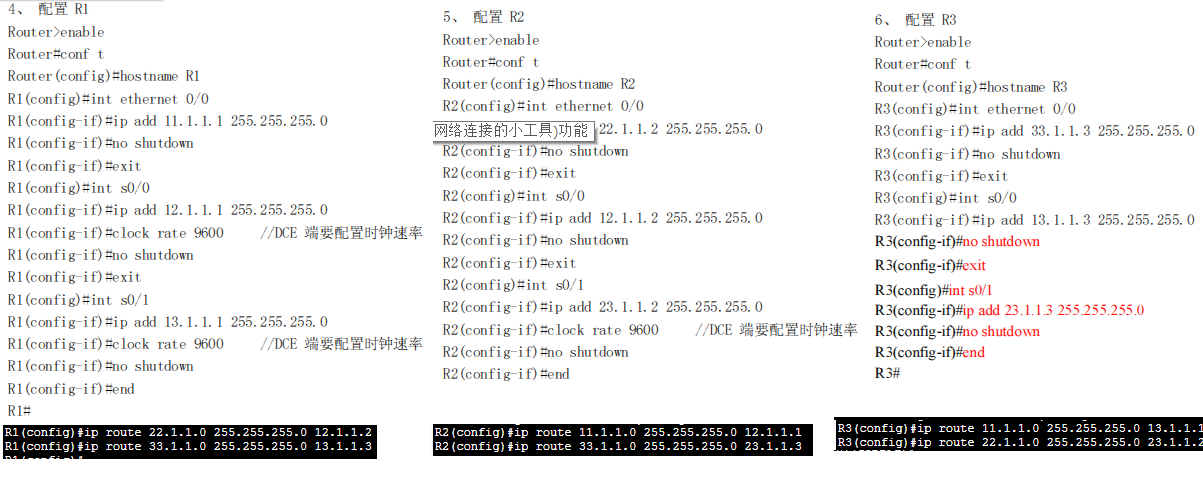 4、 配置 R1
Router>enable
Router#conf t
Router(config)#hostname R1
R1(config)#int ethernet 0/0
R1(config-if)#ip add 11.1.1.1 255.255.255.0
R1(config-if)#no shutdown
R1(config-if)#exit
R1(config)#int s0/0
R1(config-if)#ip add 12.1.1.1 255.255.255.0
R1(config-if)#clock rate 9600 //DCE 端要配置时钟速率
R1(config-if)#no shutdown
R1(config-if)#exit
R1(config)#int s0/1
R1(config-if)#ip add 13.1.1.1 255.255.255.0
R1(config-if)#clock rate 9600 //DCE 端要配置时钟速率
R1(config-if)#no shutdown
R1(config-if)#end
R1#
R1(config)#ip route 22.1.1.0 255.255.255.0 12.1.1.2
R1(config)#ip route 33.1.1.0 255.255.255.0 13.1.1.3
5、 配置 R2
Router>enable
Router#conf t
Router(config)#hostname R2
R2(config)#int ethernet 0/0
网络连接的小工具)功能 22.1.1.2 255.255.255.0
R2(config-if)#no shutdown
R2(config-if)#exit
R2(config)#int s0/0
R2(config-if)#ip add 12.1.1.2 255.255.255.0
R2(config-if)#no shutdown
R2(config-if)#exit
R2(config)#int s0/1
R2(config-if)#ip add 23.1.1.2 255.255.255.0
R2(config-if)#clock rate 9600 //DCE 端要配置时钟速率
R2(config-if)#no shutdown
R2(config-if)#end
R2(config)#ip route 11.1.1.0 255.255.255.0 12.1.1.1
R2(config)#ip route 33.1.1.0 255.255.255.0 23.1.1.3
6、 配置 R3
Router>enable
Router#conf t
Router(config)#hostname R3
R3(config)#int ethernet 0/0
R3(config-if)#ip add 33.1.1.3 255.255.255.0
R3(config-if)#no shutdown
R3(config-if)#exit
R3(config)#int s0/0
R3(config-if)#ip add 13.1.1.3 255.255.255.0
R3(config-if)#no shutdown
R3(config-if)#exit
R3(config)#int s0/1
R3(config-if)#ip add 23.1.1.3 255.255.255.0
R3(config-if)#no shutdown
R3(config-if)#end
R3#
R3(config)#ip route 11.1.1.0 255.255.255.0 13.1.1.1
R3(config)#ip route 22.1.1.0 255.255.255.0 23.1.1.2